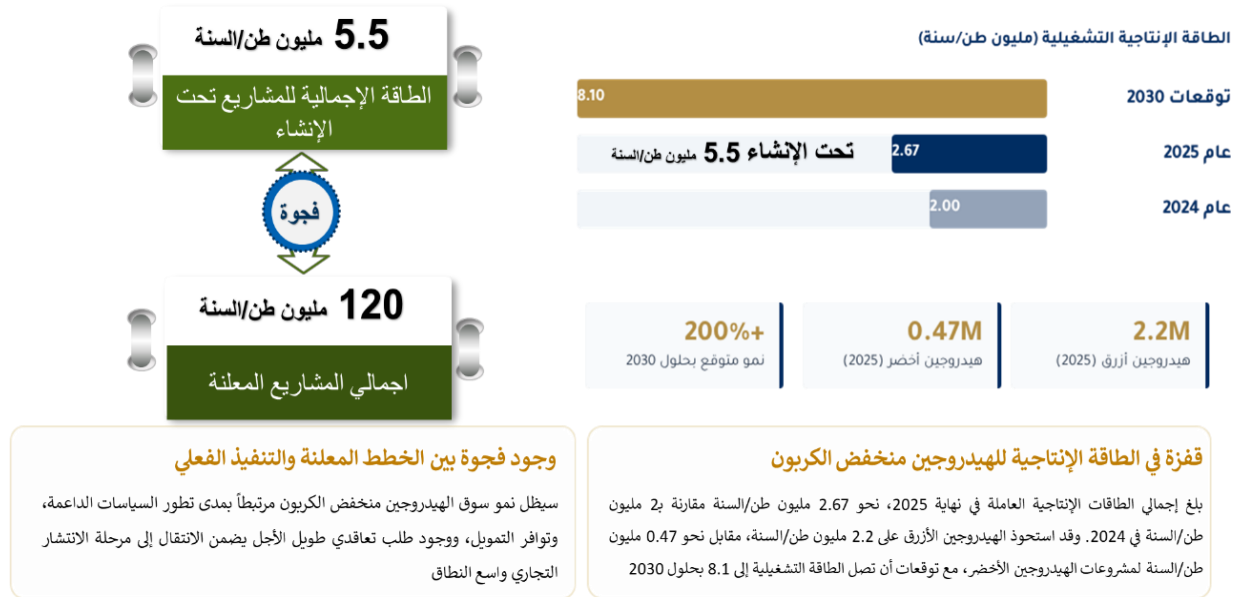 الطاقة الإنتاجية التشغيلية (مليون طن/سنة)
توقعات 2030
8.10
عام 2025
2.67
تحت الإنشاء 5.5 مليون طن/السنة
عام 2024
2.00
2.2M
هيدروجين أزرق (2025)
0.47M
هيدروجين أخضر (2025)
200%+
نمو متوقع بحلول 2030
5.5 مليون طن/السنة
الطاقة الإجمالية للمشاريع تحت
الإنشاء
فجوة
120 مليون طن/السنة
اجمالي المشاريع المعلنة
قفزة في الطاقة الإنتاجية للهيدروجين منخفض الكربون
بلغ إجمالي الطاقات الإنتاجية العاملة في نهاية 2025، نحو 2.67 مليون طن/السنة مقارنة بـ2 مليون
طن/السنة في 2024. وقد استحوذ الهيدروجين الأزرق على 2.2 مليون طن/السنة، مقابل نحو 0.47 مليون
طن/السنة لمشروعات الهيدروجين الأخضر، مع توقعات أن تصل الطاقة التشغيلية إلى 8.1 بحلول 2030
وجود فجوة بين الخطط المعلنة والتنفيذ الفعلي
سيظل نمو سوق الهيدروجين منخفض الكربون مرتبطاً بمدى تطور السياسات الداعمة،
وتوافر التمويل، ووجود طلب تعاقدي طويل الأجل يضمن الانتقال إلى مرحلة الانتشار
التجاري واسع النطاق